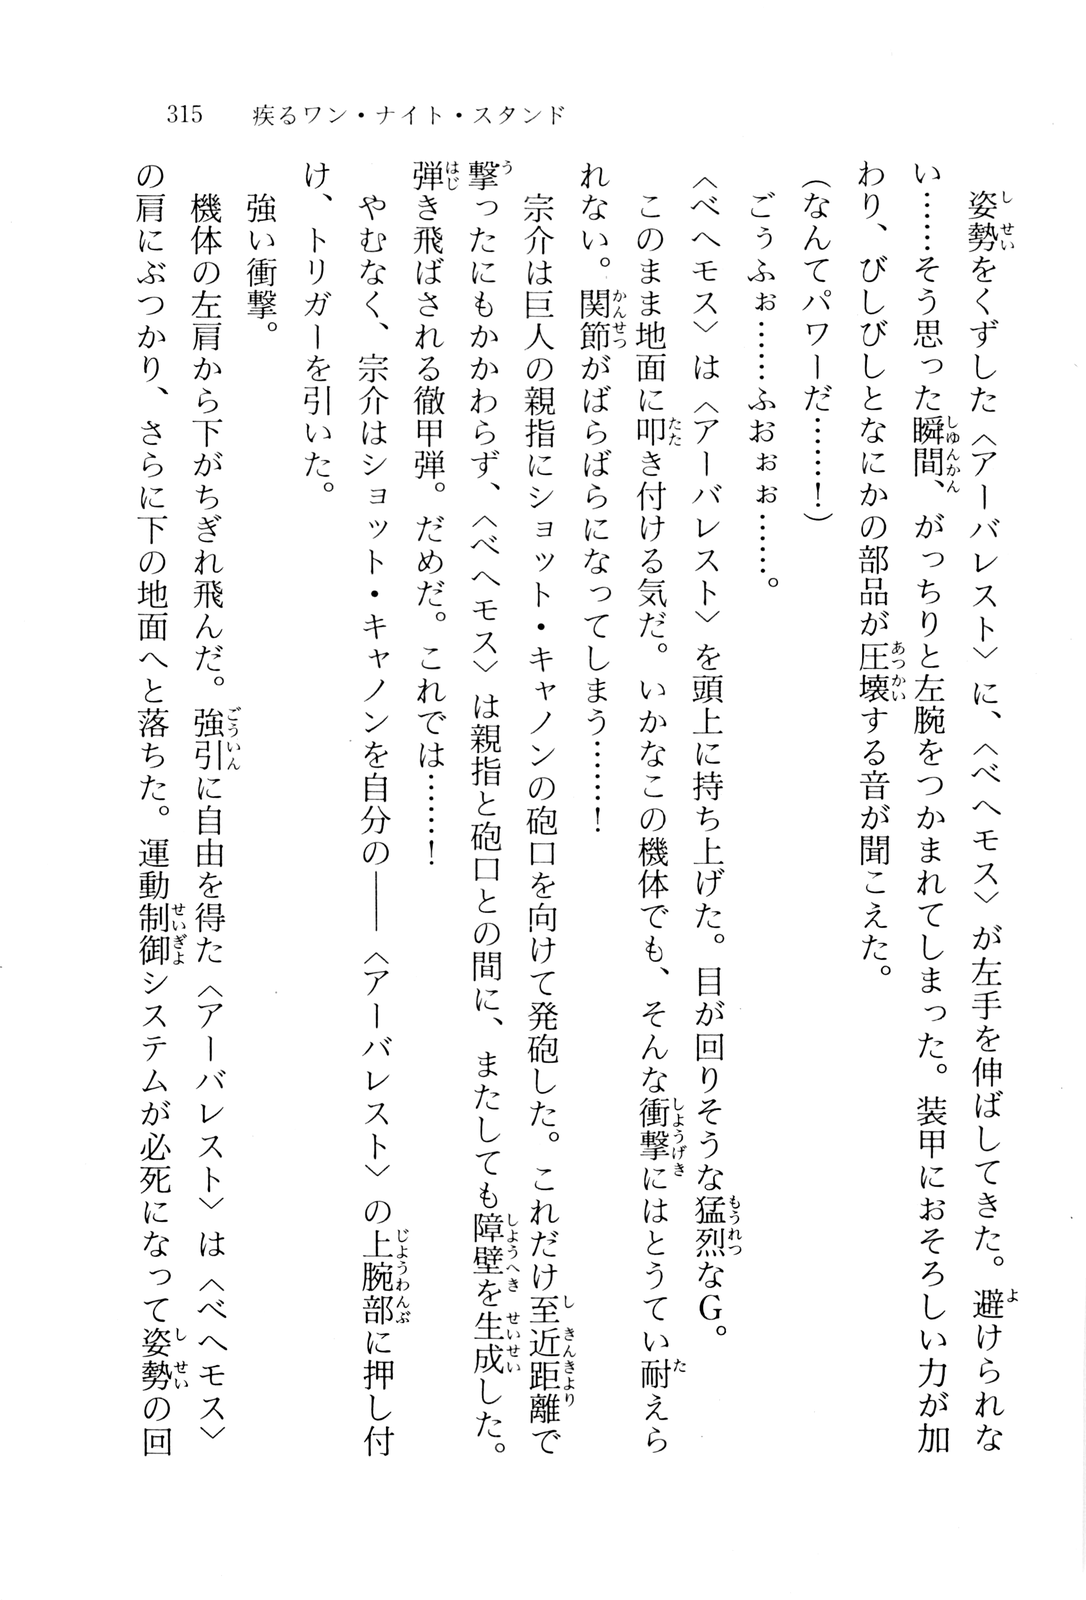 315 疾るワン・ナイト・スタンド
姿勢をくずした〈アーバレスト〉に、〈ベヘモス〉が左手を伸ばしてきた。避けられな
い……そう思った瞬間、がっちりと左腕をつかまれてしまった。装甲におそろしい力が加
わり、びしびしとなにかの部品が圧壊する音が聞こえた。
(なんてパワーだ……！)
ごぅふぉ……ふおぉぉ……。
〈ベヘモス〉は〈アーバレスト〉を頭上に持ち上げた。目が回りそうな猛烈なG。
このまま地面に叩き付ける気だ。いかなこの機体でも、そんな衝撃にはとうてい耐えら
れない。関節がばらばらになってしまう……！
宗介は巨人の親指にショット・キャノンの砲口を向けて発砲した。これだけ至近距離で
撃ったにもかかわらず、〈ベヘモス〉は親指と砲口との間に、またしても障壁を生成した。
弾き飛ばされる徹甲弾。だめだ。これでは……！
やむなく、宗介はショット・キャノンを自分の――〈アーバレスト〉の上腕部に押し付
け、トリガーを引いた。
強い衝撃。
機体の左肩から下がちぎれ飛んだ。強引に自由を得た〈アーバレスト〉は〈ベヘモス〉
の肩にぶつかり、さらに下の地面へと落ちた。運動制御システムが必死になって姿勢の回